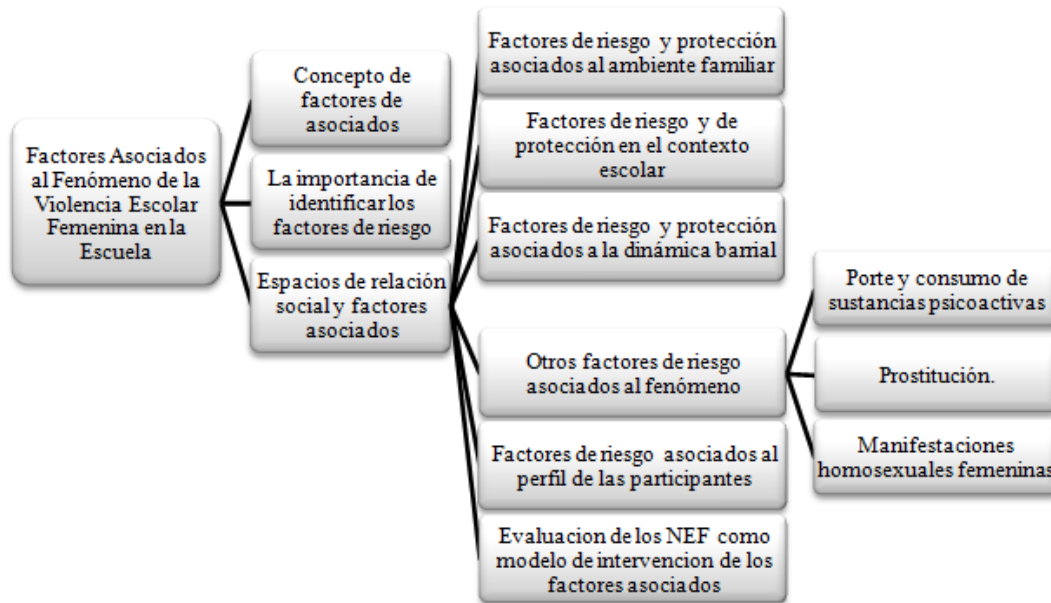 Factores Asociados
al Fenómeno de la
Violencia Escolar
Femenina en la
Escuela
Concepto de
factores de
asociados
La importancia de
identificar los
factores de riesgo
Espacios de relación
social y factores
asociados
Factores de riesgo y protección
asociados al ambiente familiar
Factores de riesgo y de
protección en el contexto
escolar
Factores de riesgo y protección
asociados a la dinámica barrial
Otros factores de riesgo
asociados al fenómeno
Factores de riesgo asociados al
perfil de las participantes
Evaluacion de los NEF como
modelo de intervencion de los
factores asociados
Porte y consumo de
sustancias psicoactivas
Prostitución.
Manifestaciones
homosexuales femeninas